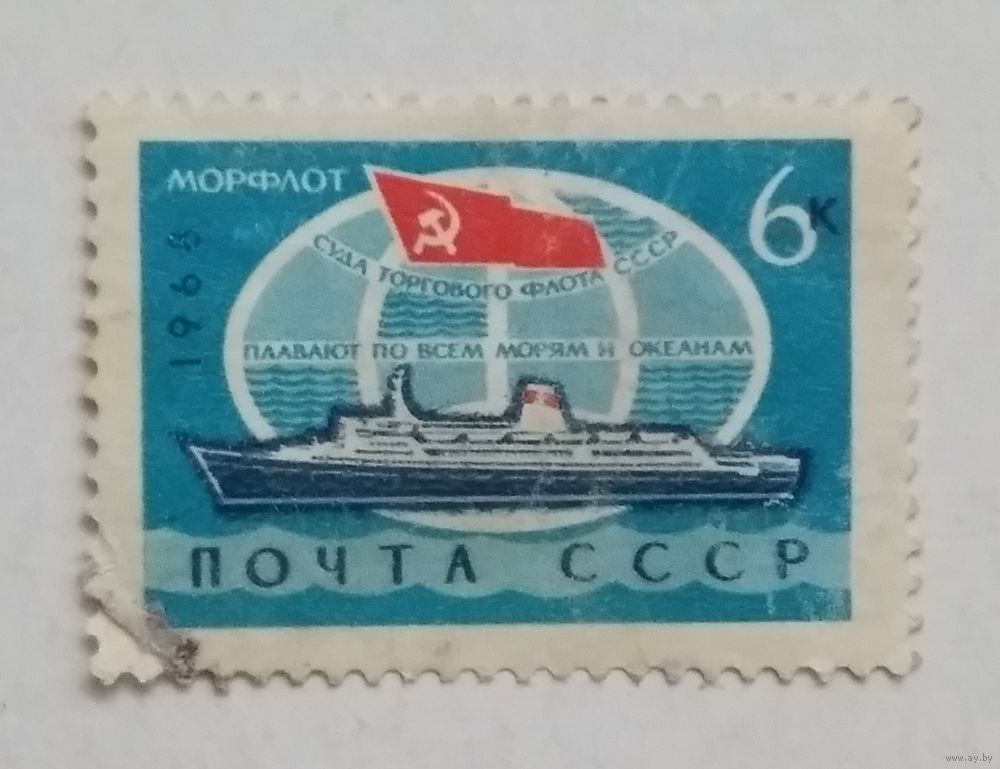 МОРФЛОТ
6к
1968
СУДА ТОРГОВОГО ФЛОТА СССР
ПЛАВАЮТ ПО ВСЕМ МОРЯМ И ОКЕАНАМ
ПОЧТА СССР
www.ay.by